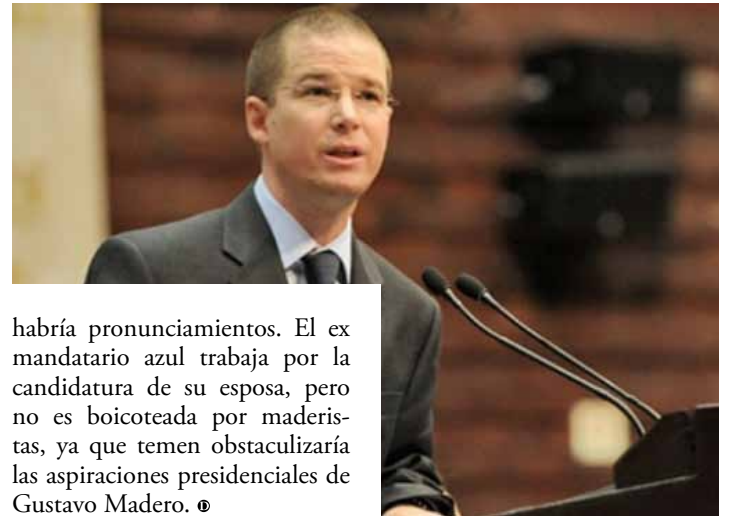 habría pronunciamientos. El ex
mandatario azul trabaja por la
candidatura de su esposa, pero
no es boicoteada por maderis-
tas, ya que temen obstaculizaría
las aspiraciones presidenciales de
Gustavo Madero.